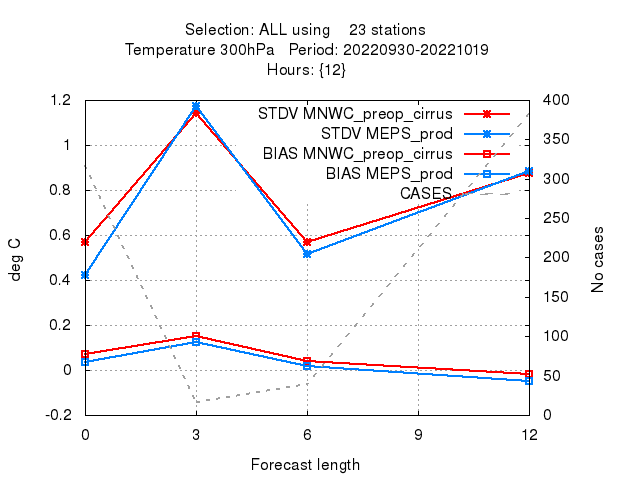 Selection: ALL using 23 stations
Temperature 300hPa Period: 20220930-20221019
Hours: {12}
1.2
1
0.8
0.6
0.4
0.2
0
-0.2
deg C
400
350
300
250
200
150
100
50
0
No cases
STDV MNWC_preop_cirrus
STDV MEPS_prod
BIAS MNWC_preop_cirrus
BIAS MEPS_prod
CASES
0 3 6 9 12
Forecast length